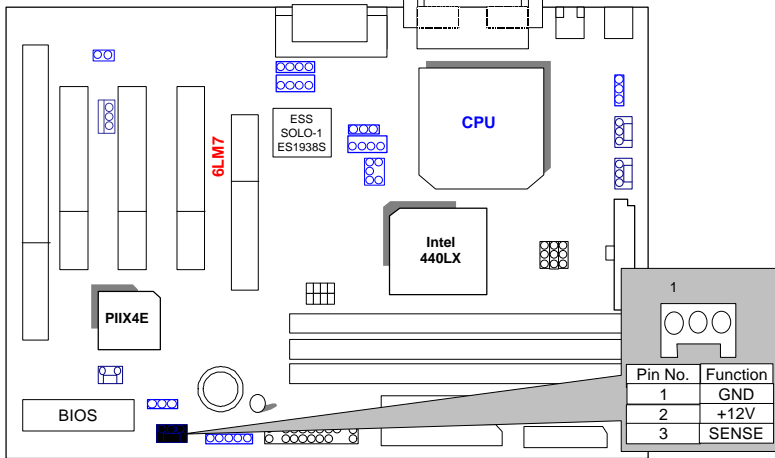 ESS
SOLO-1
ES1938S
CPU
6LM7
Intel
440LX
PIIX4E
BIOS
1
Pin No. Function
1 GND
2 +12V
3 SENSE